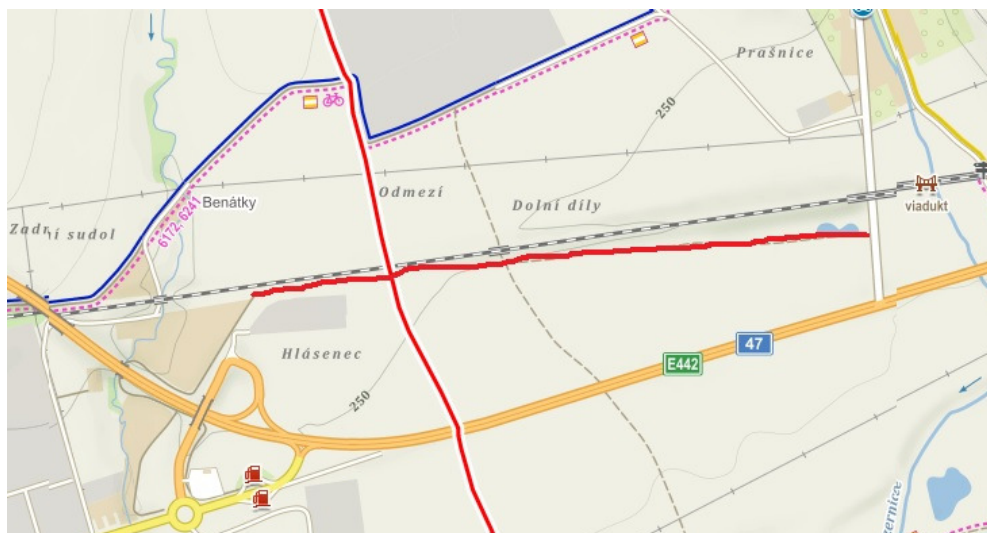 Prašnice
250
Odmezí
Dolní díly
Benátky
6172, 6241
Zadní sudol
viadukt
Hlásenec
47
E442
250